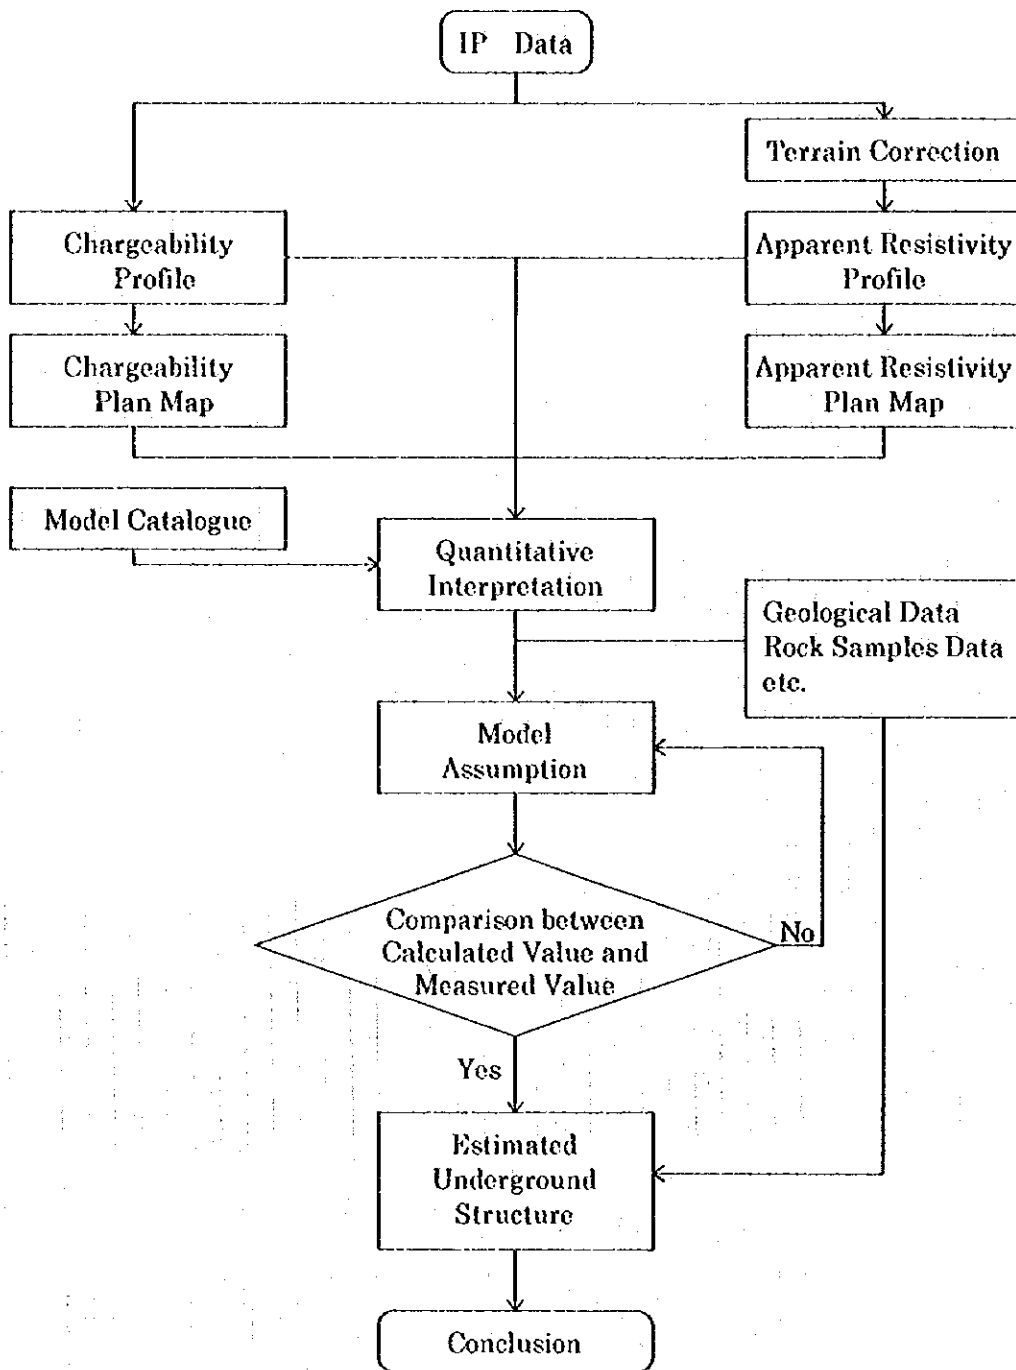 IP Data
Terrain Correction
Chargeability
Profile
Apparent Resistivity
Profile
Chargeability
Plan Map
Apparent Resistivity
Plan Map
Model Catalogue
Quantitative
Interpretation
Geological Data
Rock Samples Data
etc.
Model
Assumption
Comparison between
Calculated Value and
Measured Value
No
Yes
Estimated
Underground
Structure
Conclusion